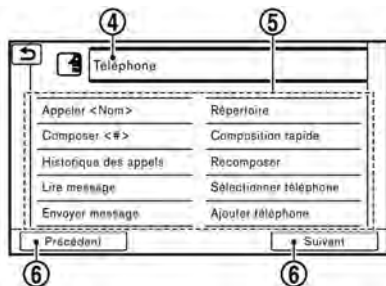 ④ ⑤
Téléphone
Appeler <Nom> Répertoire
Composer <#> Composition rapide
Historique des appels Recomposer
Lire message Sélectionner téléphone
Envoyer message Ajouter téléphone
Précédent Suivant
⑥ ⑥